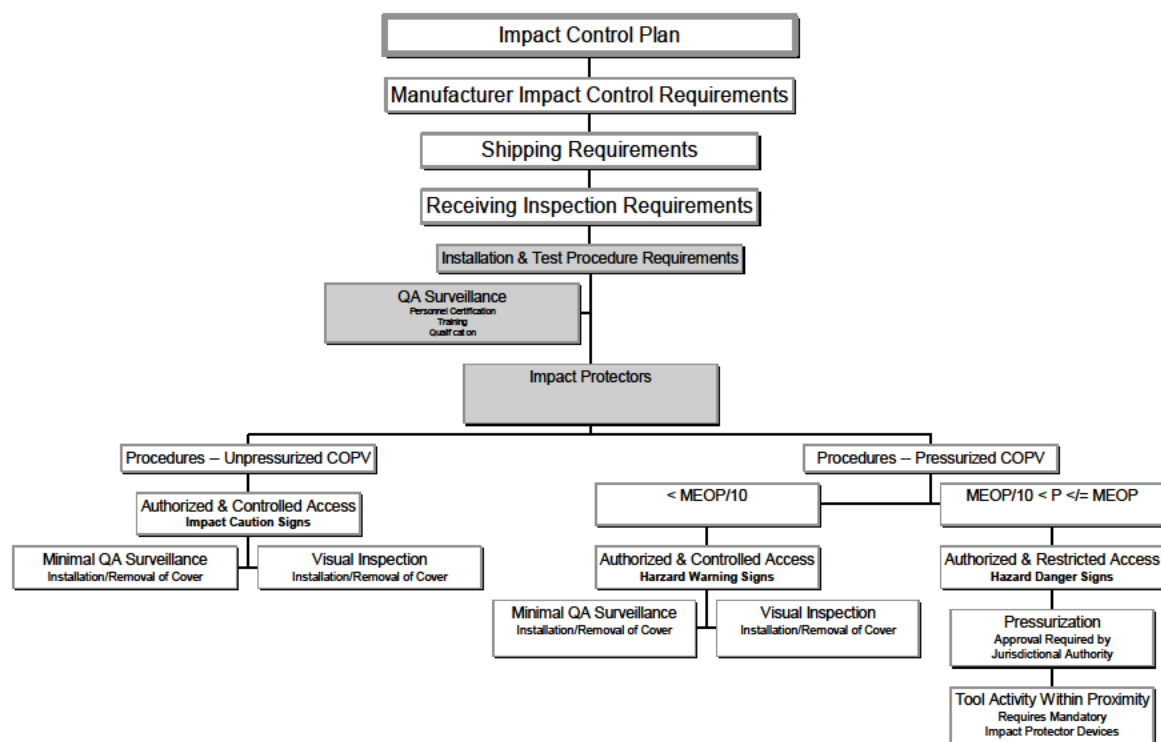 Impact Control Plan
Manufacturer Impact Control Requirements
Shipping Requirements
Receiving Inspection Requirements
Installation & Test Procedure Requirements
QA Surveillance
Personnel Certification
Training
Qualification
Impact Protectors
Procedures -- Unpressurized COPV
Procedures -- Pressurized COPV
Authorized & Controlled Access
Impact Caution Signs
Minimal QA Surveillance
Installation/Removal of Cover
Visual Inspection
Installation/Removal of Cover
< MEOP/10
MEOP/10 < P </= MEOP
Authorized & Controlled Access
Harzard Warning Signs
Authorized & Restricted Access
Hazard Danger Signs
Minimal QA Surveillance
Installation/Removal of Cover
Visual Inspection
Installation/Removal of Cover
Pressurization
Approval Required by
Jurisdictional Authority
Tool Activity Within Proximity
Requires Mandatory
Impact Protector Devices